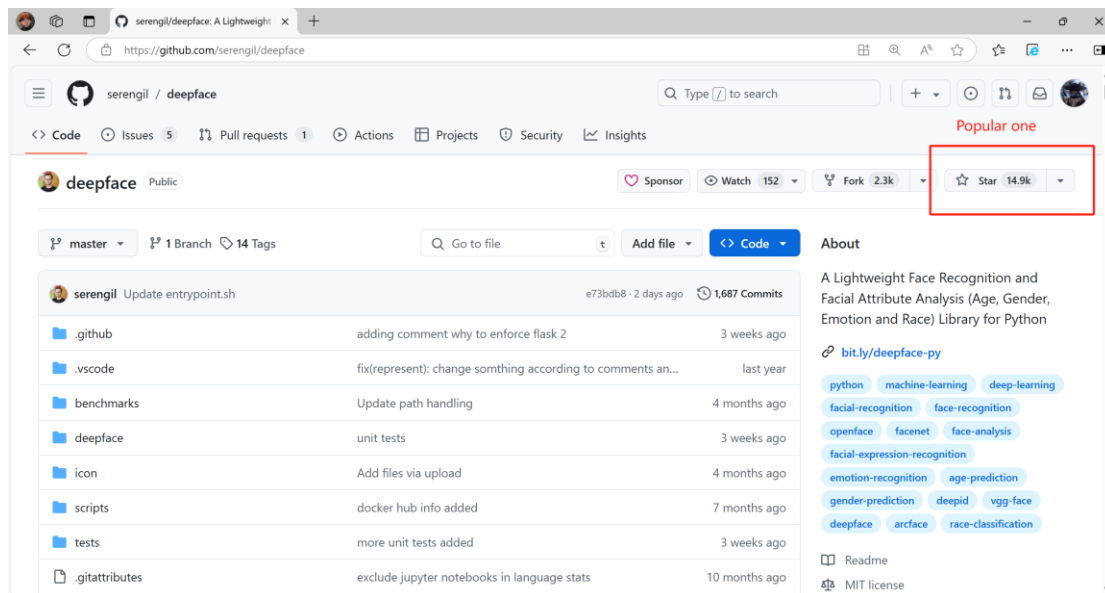 serengil/deepface: A Lightweight
https://github.com/serengil/deepface
serengil / deepface
Type / to search
Code Issues 5 Pull requests 1 Actions Projects Security Insights
Popular one
deepface Public Sponsor Watch 152 Fork 2.3k Star 14.9k
master 1 Branch 14 Tags Go to file t Add file Code
serengil Update entrypoint.sh e73bdb8 · 2 days ago 1,687 Commits
.github adding comment why to enforce flask 2 3 weeks ago
.vscode fix(represent): change somthing according to comments an... last year
benchmarks Update path handling 4 months ago
deepface unit tests 3 weeks ago
icon Add files via upload 4 months ago
scripts docker hub info added 7 months ago
tests more unit tests added 3 weeks ago
.gitattributes exclude jupyter notebooks in language stats 10 months ago
About
A Lightweight Face Recognition and
Facial Attribute Analysis (Age, Gender,
Emotion and Race) Library for Python
bit.ly/deepface-py
python machine-learning deep-learning
facial-recognition face-recognition
openface facenet face-analysis
facial-expression-recognition
emotion-recognition age-prediction
gender-prediction deepid vgg-face
deepface arcface race-classification
Readme
MIT license